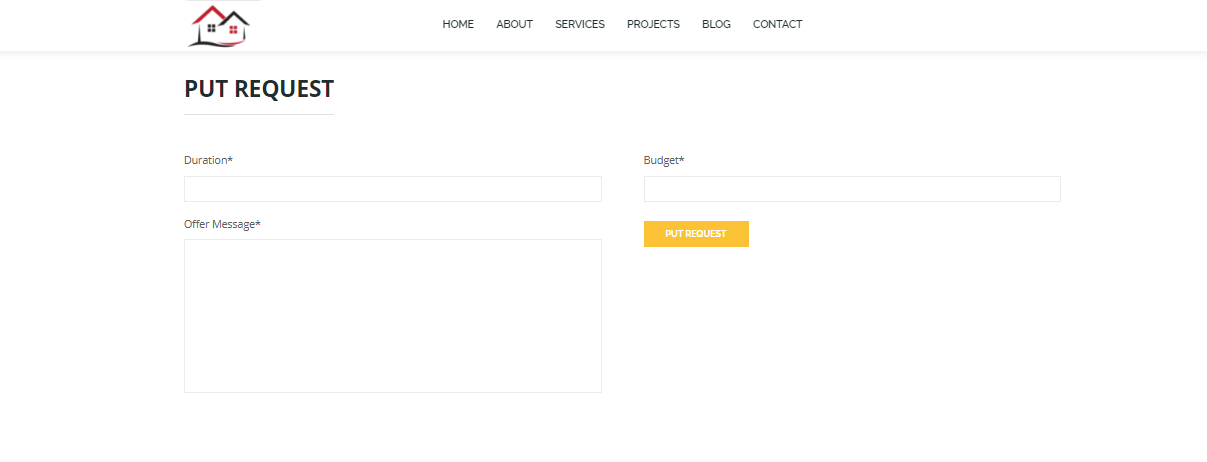 HOME ABOUT SERVICES PROJECTS BLOG CONTACT
PUT REQUEST
Duration* Budget*
Offer Message*
PUT REQUEST